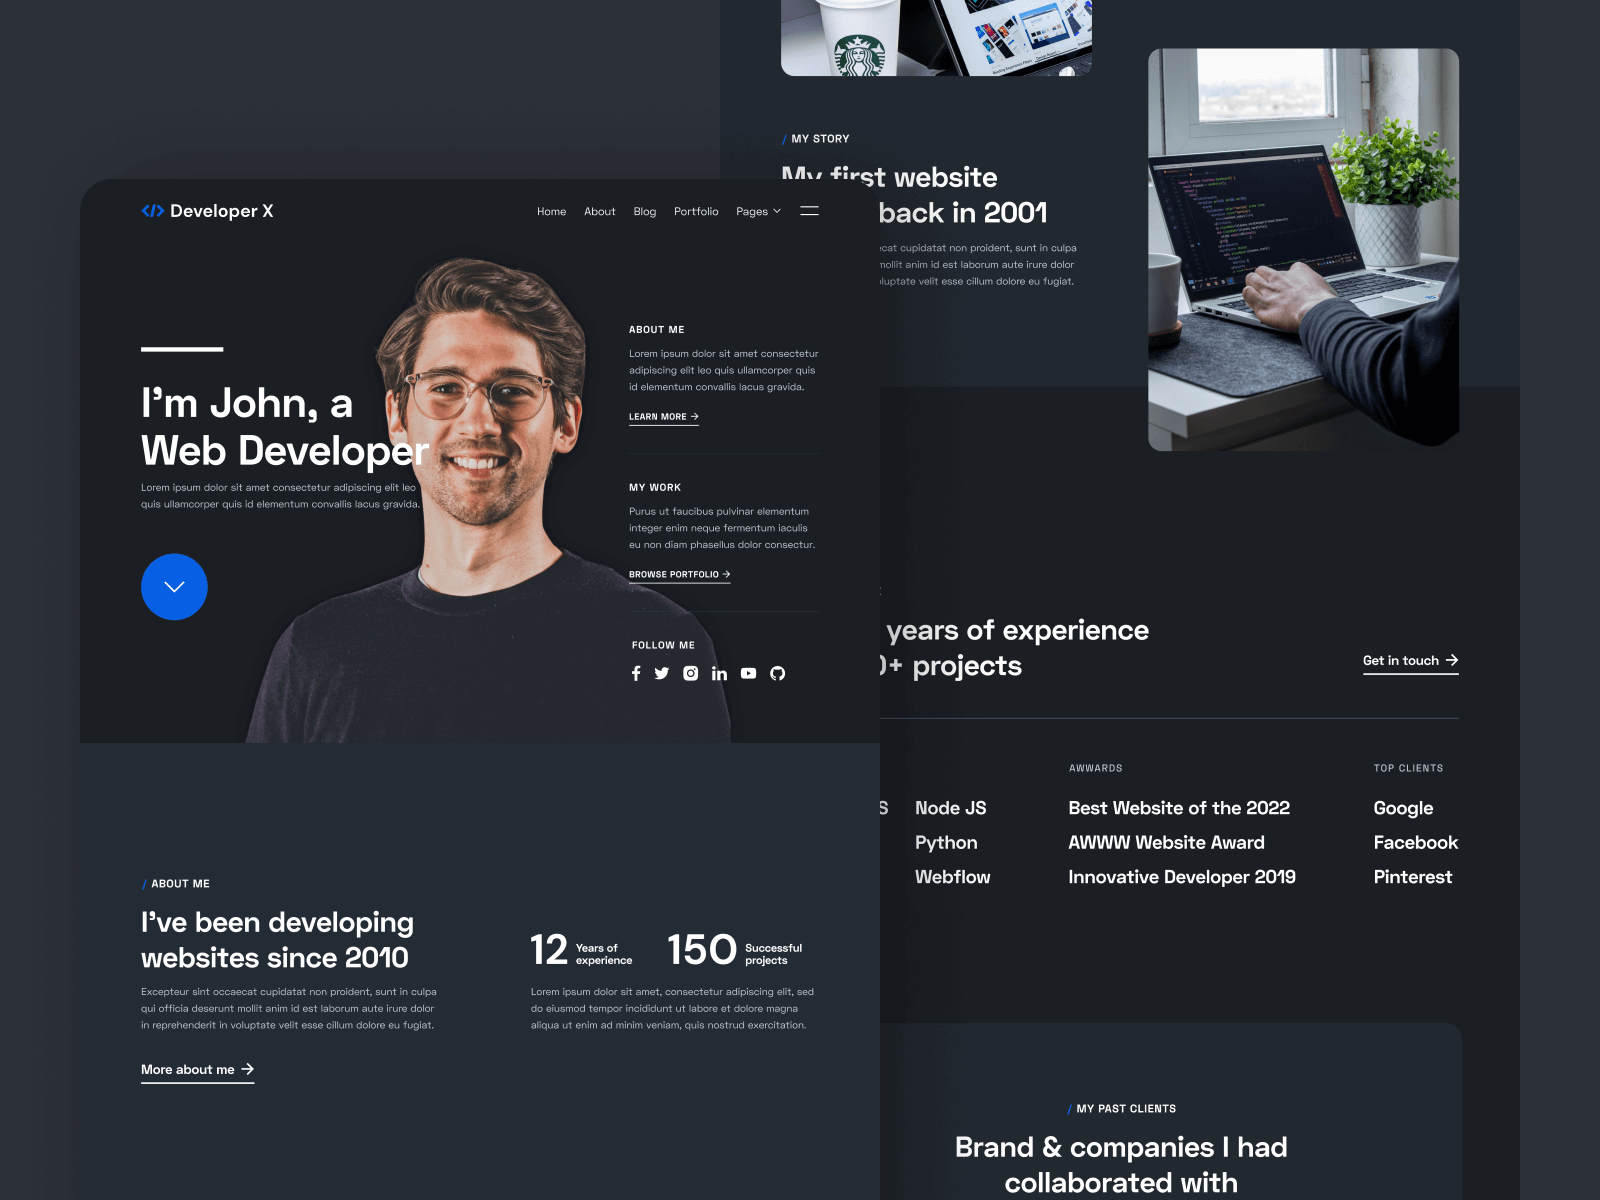 Developer X
Home About Blog Portfolio Pages
I'm John, a
Web Developer
Lorem ipsum dolor sit amet consectetur adipiscing elit leo
quis ullamcorper quis id elementum convallis lacus gravida.
ABOUT ME
Lorem ipsum dolor sit amet consectetur
adipiscing elit leo quis ullamcorper quis
id elementum convallis lacus gravida.
LEARN MORE →
MY WORK
Purus ut faucibus pulvinar elementum
integer enim neque fermentum iaculis
eu non diam phasellus dolor consectur.
BROWSE PORTFOLIO →
FOLLOW ME
/ ABOUT ME
I've been developing
websites since 2010
Excepteur sint occaecat cupidatat non proident, sunt in culpa
qui officia deserunt mollit anim id est laborum aute irure dolor
in reprehenderit in voluptate velit esse cillum dolore eu fugiat.
More about me →
12 Years of
experience
150 Successful
projects
Lorem ipsum dolor sit amet, consectetur adipiscing elit, sed
do eiusmod tempor incididunt ut labore et dolore magna
aliqua ut enim ad minim veniam, quis nostrud exercitation.
/ MY STORY
My first website
back in 2001
cupidatat non proident, sunt in culpa
mollit anim id est laborum aute irure dolor
velit esse cillum dolore eu fugiat.
years of experience
0+ projects
Get in touch →
S
Node JS
Python
Webflow
AWWARDS
Best Website of the 2022
AWWW Website Award
Innovative Developer 2019
TOP CLIENTS
Google
Facebook
Pinterest
/ MY PAST CLIENTS
Brand & companies I had
collaborated with